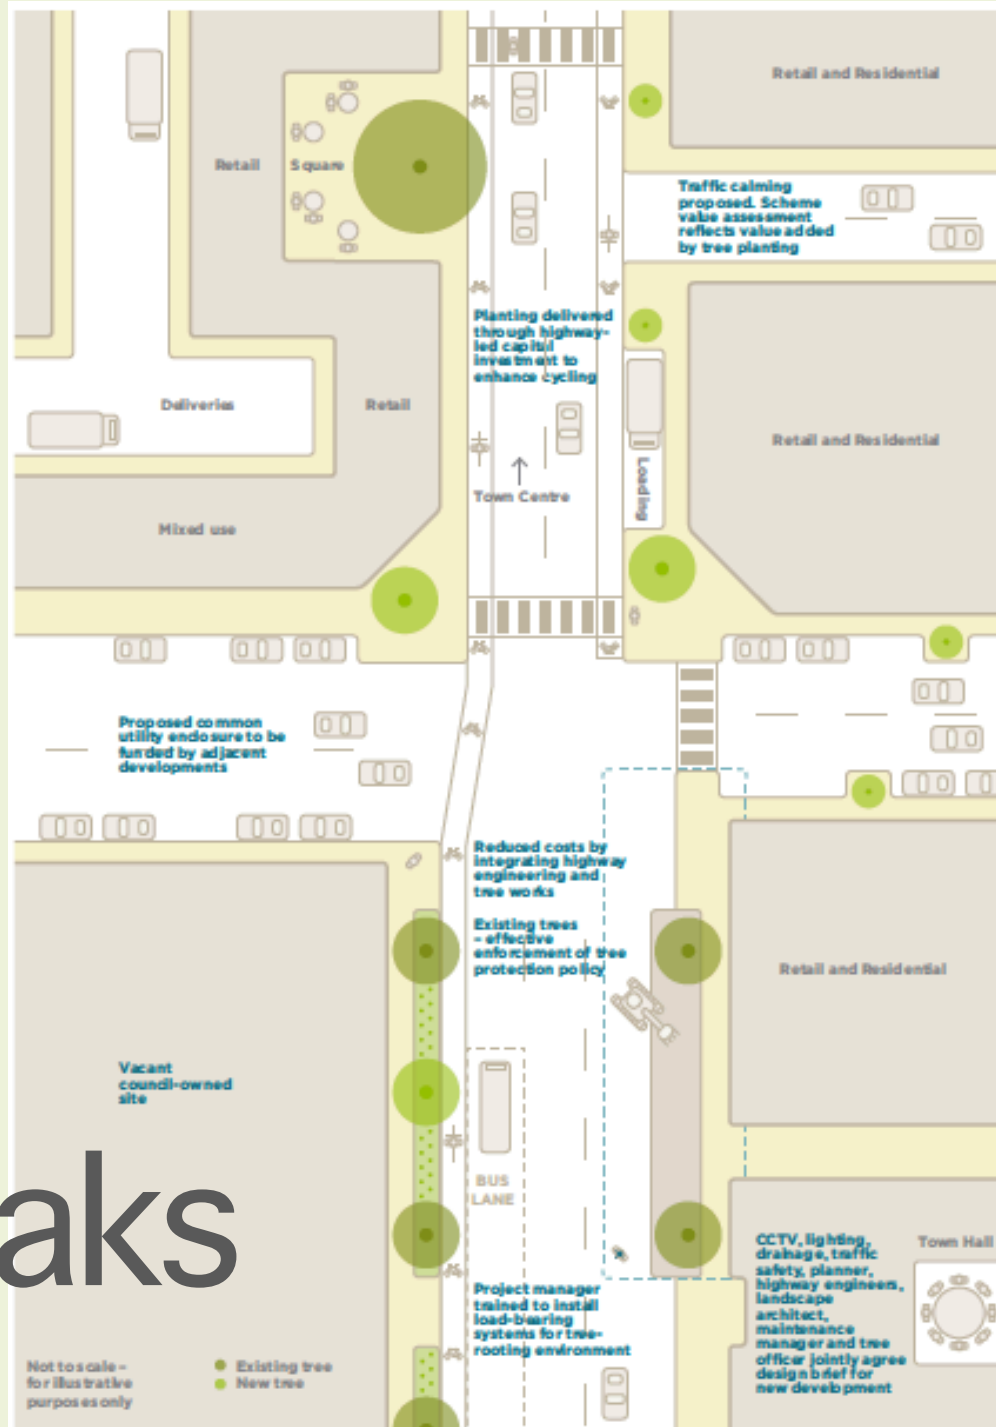 Retail and Residential
Retail
Square
Traffic calming
proposed. Scheme
value assessment
reflects value added
by tree planting
Planting delivered
through highway-
led capital
investment to
enhance cycling
Deliveries
Retail
Retail and Residential
Loading
Town Centre
Mixed use
Proposed common
utility enclosure to be
funded by adjacent
developments
Reduced costs by
integrating highway
engineering and
tree works
Existing trees
– effective
enforcement of tree
protection policy
Retail and Residential
Vacant
council-owned
site
BUS
LANE
aks
CCTV, lighting,
drainage, traffic
safety, planner,
highway engineers,
landscape
architect,
maintenance
manager and tree
officer jointly agree
design brief for
new development
Town Hall
Project manager
trained to install
load-bearing
systems for tree-
rooting environment
Not to scale –
for illustrative
purposes only
Existing tree
New tree